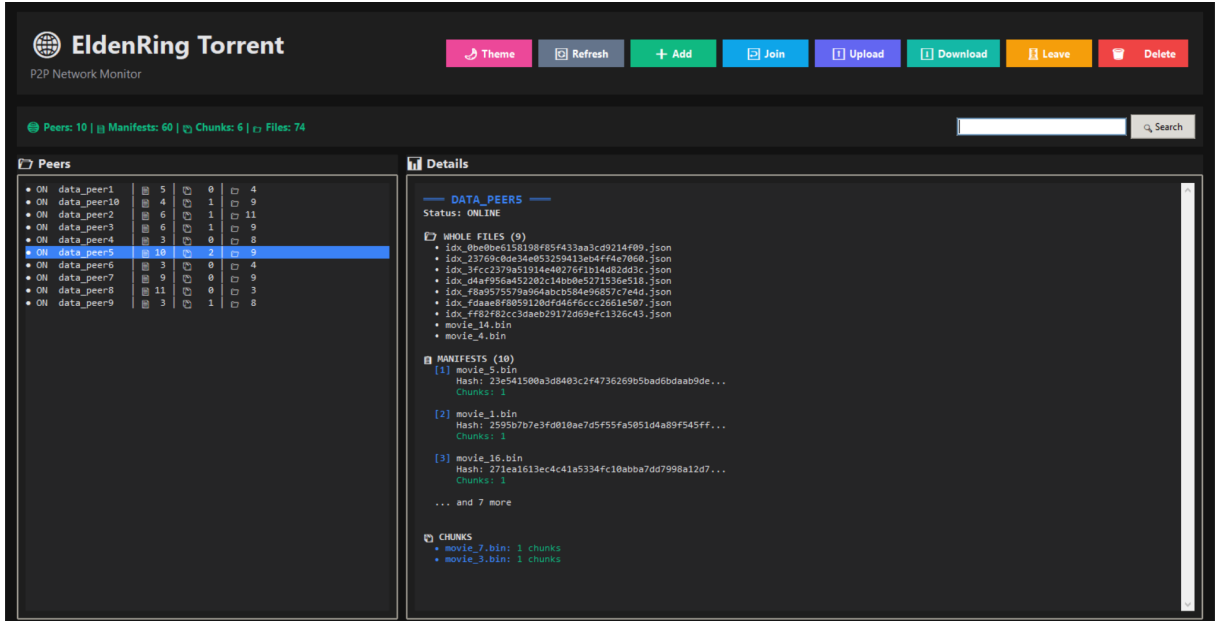 EldenRing Torrent
P2P Network Monitor
Theme
Refresh
+ Add
Join
Upload
Download
Leave
Delete
Peers: 10 | Manifests: 60 | Chunks: 6 | Files: 74
Search
Peers
● ON data_peer1 | 5 | 0 | 4
● ON data_peer10 | 4 | 1 | 9
● ON data_peer2 | 6 | 1 | 11
● ON data_peer3 | 6 | 1 | 9
● ON data_peer4 | 3 | 0 | 8
● ON data_peer5 | 10 | 2 | 9
● ON data_peer6 | 3 | 0 | 4
● ON data_peer7 | 9 | 0 | 9
● ON data_peer8 | 11 | 0 | 3
● ON data_peer9 | 3 | 1 | 8
Details
═══ DATA_PEER5 ═══
Status: ONLINE
WHOLE FILES (9)
• idx_0be0be6158198f85f433aa3cd9214f09.json
• idx_23769c0de34e053259413eb4ff4e7060.json
• idx_3fcc2379a51914e40276f1b14d82dd3c.json
• idx_d4af956a452202c14bb0e5271536e518.json
• idx_f8a9575579a964abcb584e96857c7e4d.json
• idx_fdaae8f8059120dfd46f6ccc2661e507.json
• idx_ff82f82cc3daeb29172d69efc1326c43.json
• movie_14.bin
• movie_4.bin
MANIFESTS (10)
[1] movie_5.bin
Hash: 23e541500a3d8403c2f4736269b5bad6bdaab9de...
Chunks: 1
[2] movie_1.bin
Hash: 2595b7b7e3fd010ae7d5f55fa5051d4a89f545ff...
Chunks: 1
[3] movie_16.bin
Hash: 271ea1613ec4c41a5334fc10abba7dd7998a12d7...
Chunks: 1
... and 7 more
CHUNKS
• movie_7.bin: 1 chunks
• movie_3.bin: 1 chunks